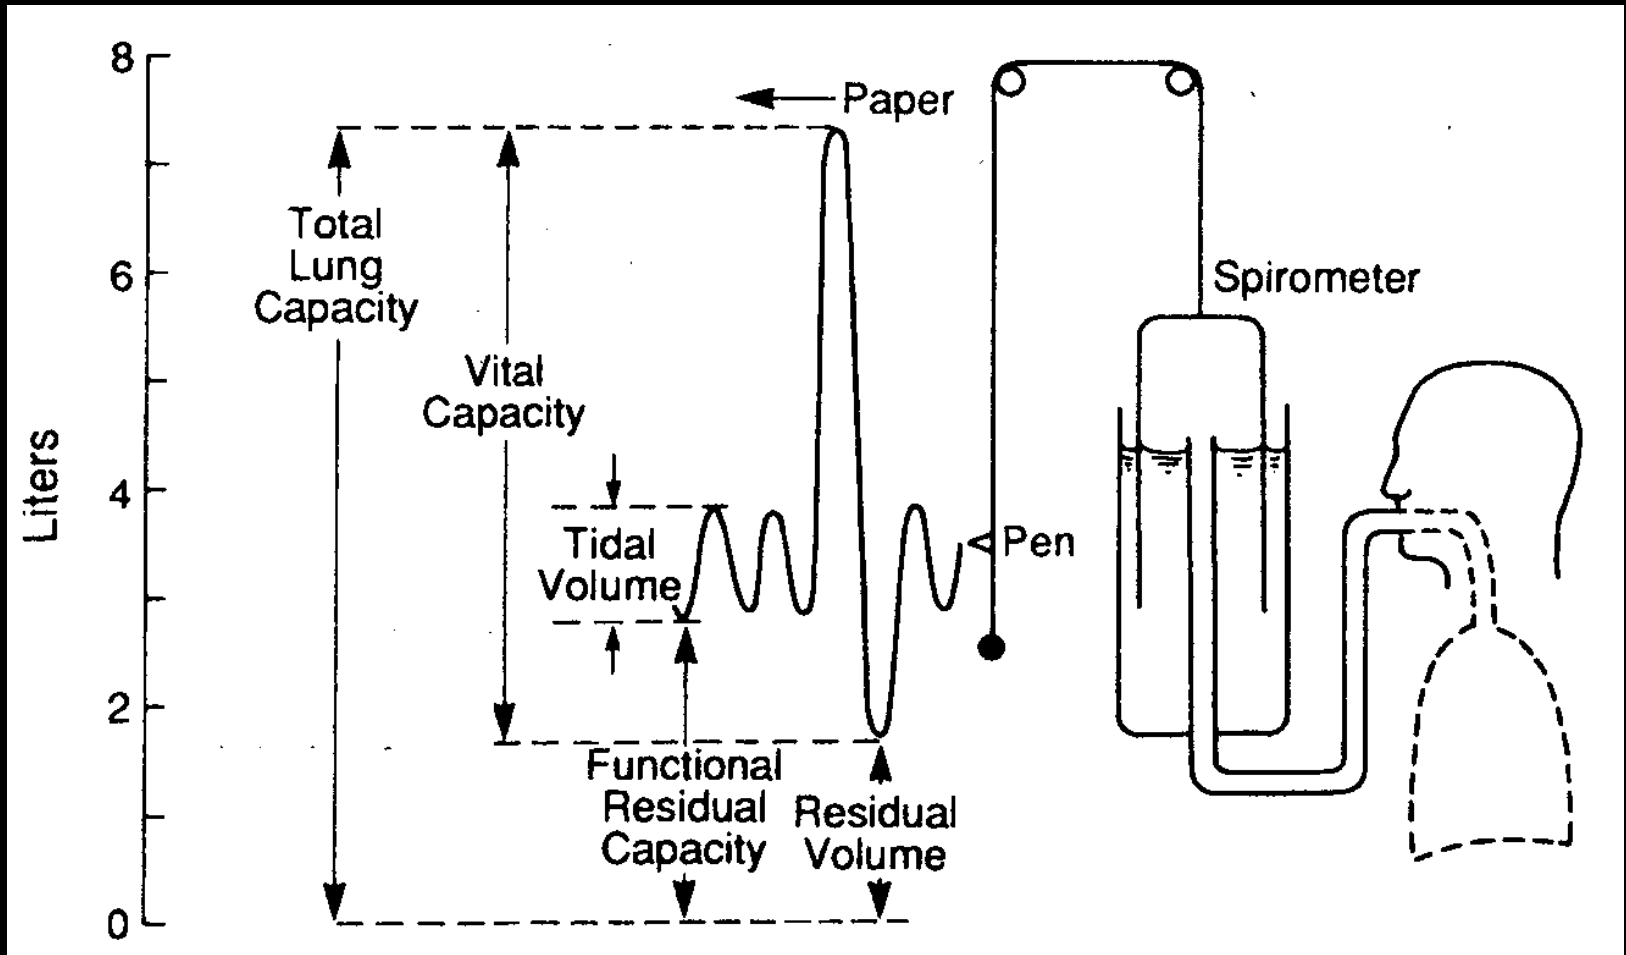 8
Paper
Total
Lung
Capacity
6
Spirometer
Vital
Capacity
Liters
4
Tidal
Volume
Pen
2
Functional
Residual
Capacity
Residual
Volume
0